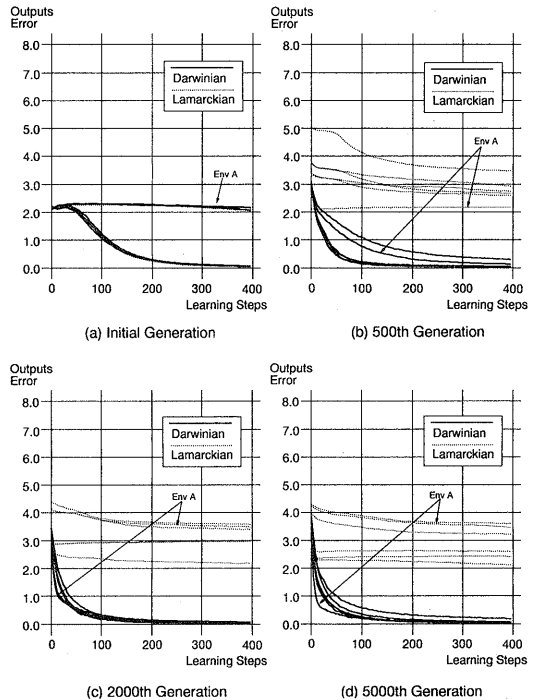 Outputs
Error
8.0
7.0
6.0
5.0
4.0
3.0
2.0
1.0
0.0
Darwinian
Lamarckian
Env A
0
100
200
300
400
Learning Steps
(a) Initial Generation
Outputs
Error
8.0
7.0
6.0
5.0
4.0
3.0
2.0
1.0
0.0
Darwinian
Lamarckian
Env A
0
100
200
300
400
Learning Steps
(b) 500th Generation
Outputs
Error
8.0
7.0
6.0
5.0
4.0
3.0
2.0
1.0
0.0
Darwinian
Lamarckian
Env A
0
100
200
300
400
Learning Steps
(c) 2000th Generation
Outputs
Error
8.0
7.0
6.0
5.0
4.0
3.0
2.0
1.0
0.0
Darwinian
Lamarckian
Env A
0
100
200
300
400
Learning Steps
(d) 5000th Generation